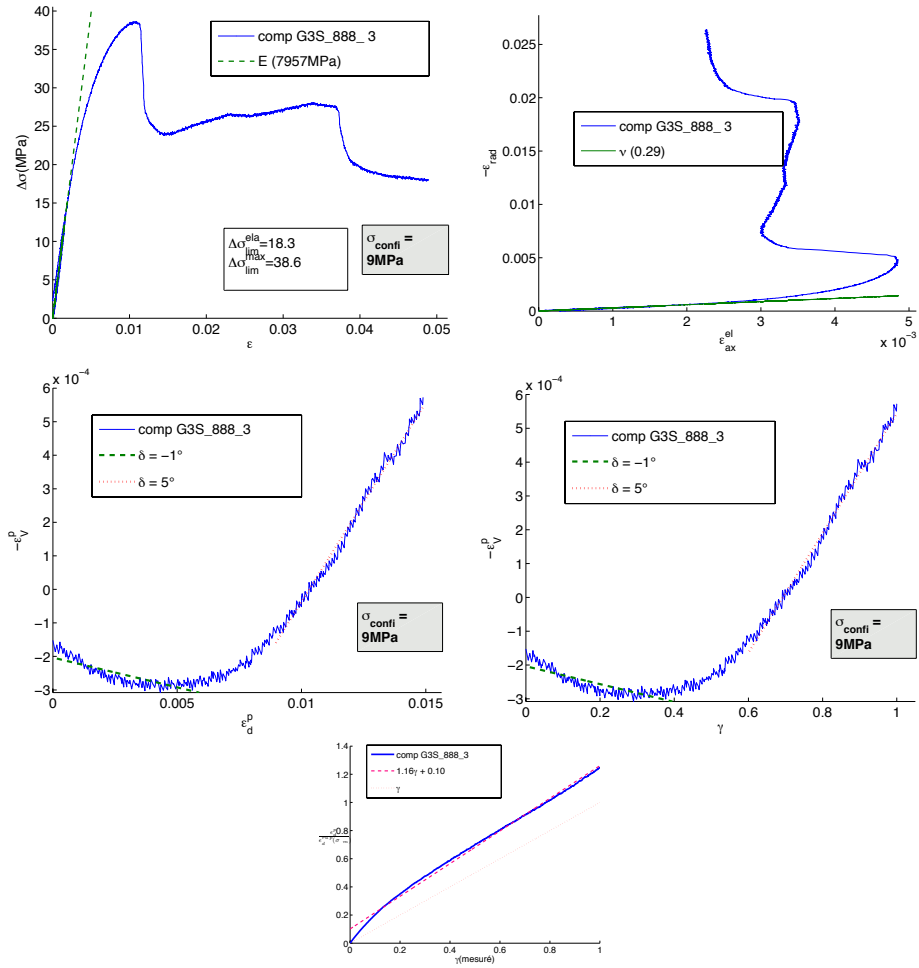 40
35
30
25
20
15
10
5
0
Δσ(MPa)
comp G3S_888_ 3
E (7957MPa)
Δσ^ela_lim=18.3
Δσ^max_lim=38.6
σ_confi =
9MPa
0 0.01 0.02 0.03 0.04 0.05
ε
0.025
0.02
0.015
0.01
0.005
0
−ε_rad
comp G3S_888_ 3
ν (0.29)
0 1 2 3 4 5
ε^el_ax
x 10^−3
x 10^−4
5
4
3
2
1
0
−1
−2
−3
−ε^p_V
comp G3S_888_3
δ = −1°
δ = 5°
σ_confi =
9MPa
0 0.005 0.01 0.015
ε^p_d
x 10^−4
6
5
4
3
2
1
0
−1
−2
−3
−ε^p_V
comp G3S_888_3
δ = −1°
δ = 5°
σ_confi =
9MPa
0 0.2 0.4 0.6 0.8 1
γ
1.4
1.2
1
0.8
0.6
0.4
0.2
0
comp G3S_888_3
1.16γ + 0.10
γ
0 0.2 0.4 0.6 0.8 1
γ(mesuré)